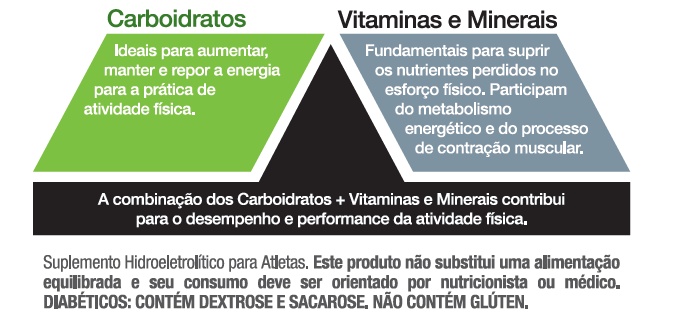 Carboidratos
Ideais para aumentar,
manter e repor a energia
para a prática de
atividade física.
Vitaminas e Minerais
Fundamentais para suprir
os nutrientes perdidos no
esforço físico. Participam
do metabolismo
energético e do processo
de contração muscular.
A combinação dos Carboidratos + Vitaminas e Minerais contribui
para o desempenho e performance da atividade física.
Suplemento Hidroeletrolítico para Atletas. Este produto não substitui uma alimentação
equilibrada e seu consumo deve ser orientado por nutricionista ou médico.
DIABÉTICOS: CONTÉM DEXTROSE E SACAROSE. NÃO CONTÉM GLÚTEN.